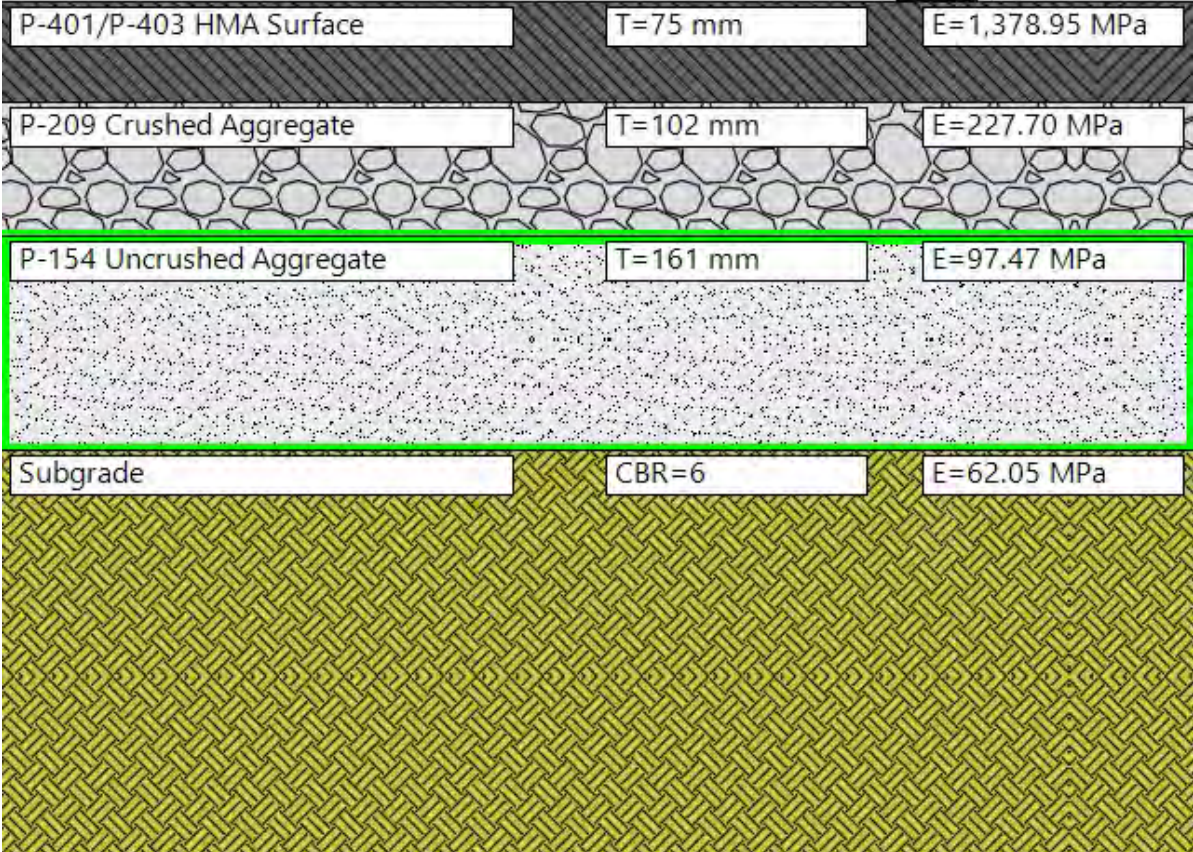 P-401/P-403 HMA Surface T=75 mm E=1,378.95 MPa
P-209 Crushed Aggregate T=102 mm E=227.70 MPa
P-154 Uncrushed Aggregate T=161 mm E=97.47 MPa
Subgrade CBR=6 E=62.05 MPa